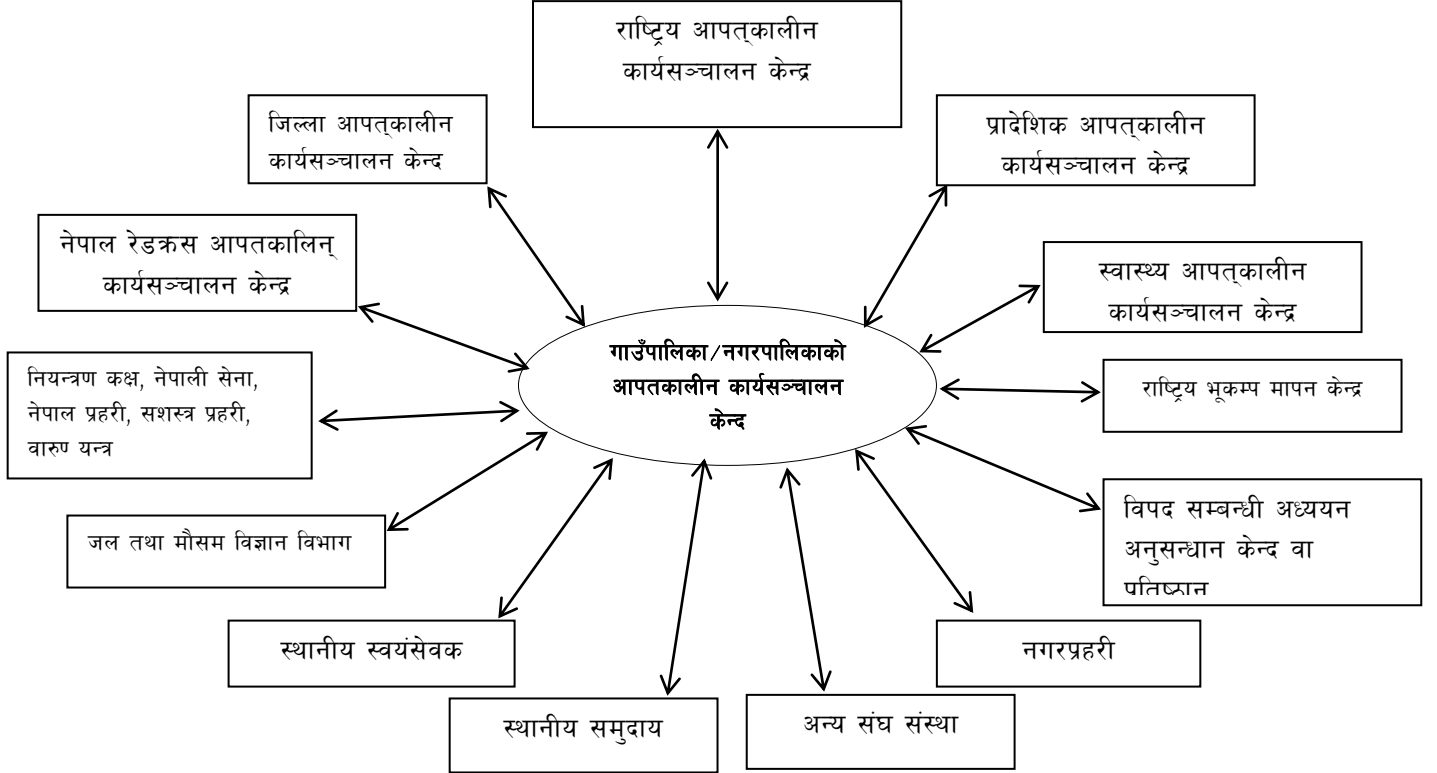 राष्ट्रिय आपत्कालीन
कार्यसञ्चालन केन्द्र
जिल्ला आपत्कालीन
कार्यसञ्चालन केन्द
प्रादेशिक आपत्कालीन
कार्यसञ्चालन केन्द्र
नेपाल रेडक्रस आपतकालिन्
कार्यसञ्चालन केन्द्र
स्वास्थ्य आपत्कालीन
कार्यसञ्चालन केन्द्र
गाउँपालिका/नगरपालिकाको
आपतकालीन कार्यसञ्चालन
केन्द
नियन्त्रण कक्ष, नेपाली सेना,
नेपाल प्रहरी, सशस्त्र प्रहरी,
वारुण यन्त्र
राष्ट्रिय भूकम्प मापन केन्द्र
विपद सम्बन्धी अध्ययन
अनुसन्धान केन्द वा
प्रतिष्ठान
जल तथा मौसम विज्ञान विभाग
स्थानीय स्वयंसेवक
नगरप्रहरी
स्थानीय समुदाय
अन्य संघ संस्था